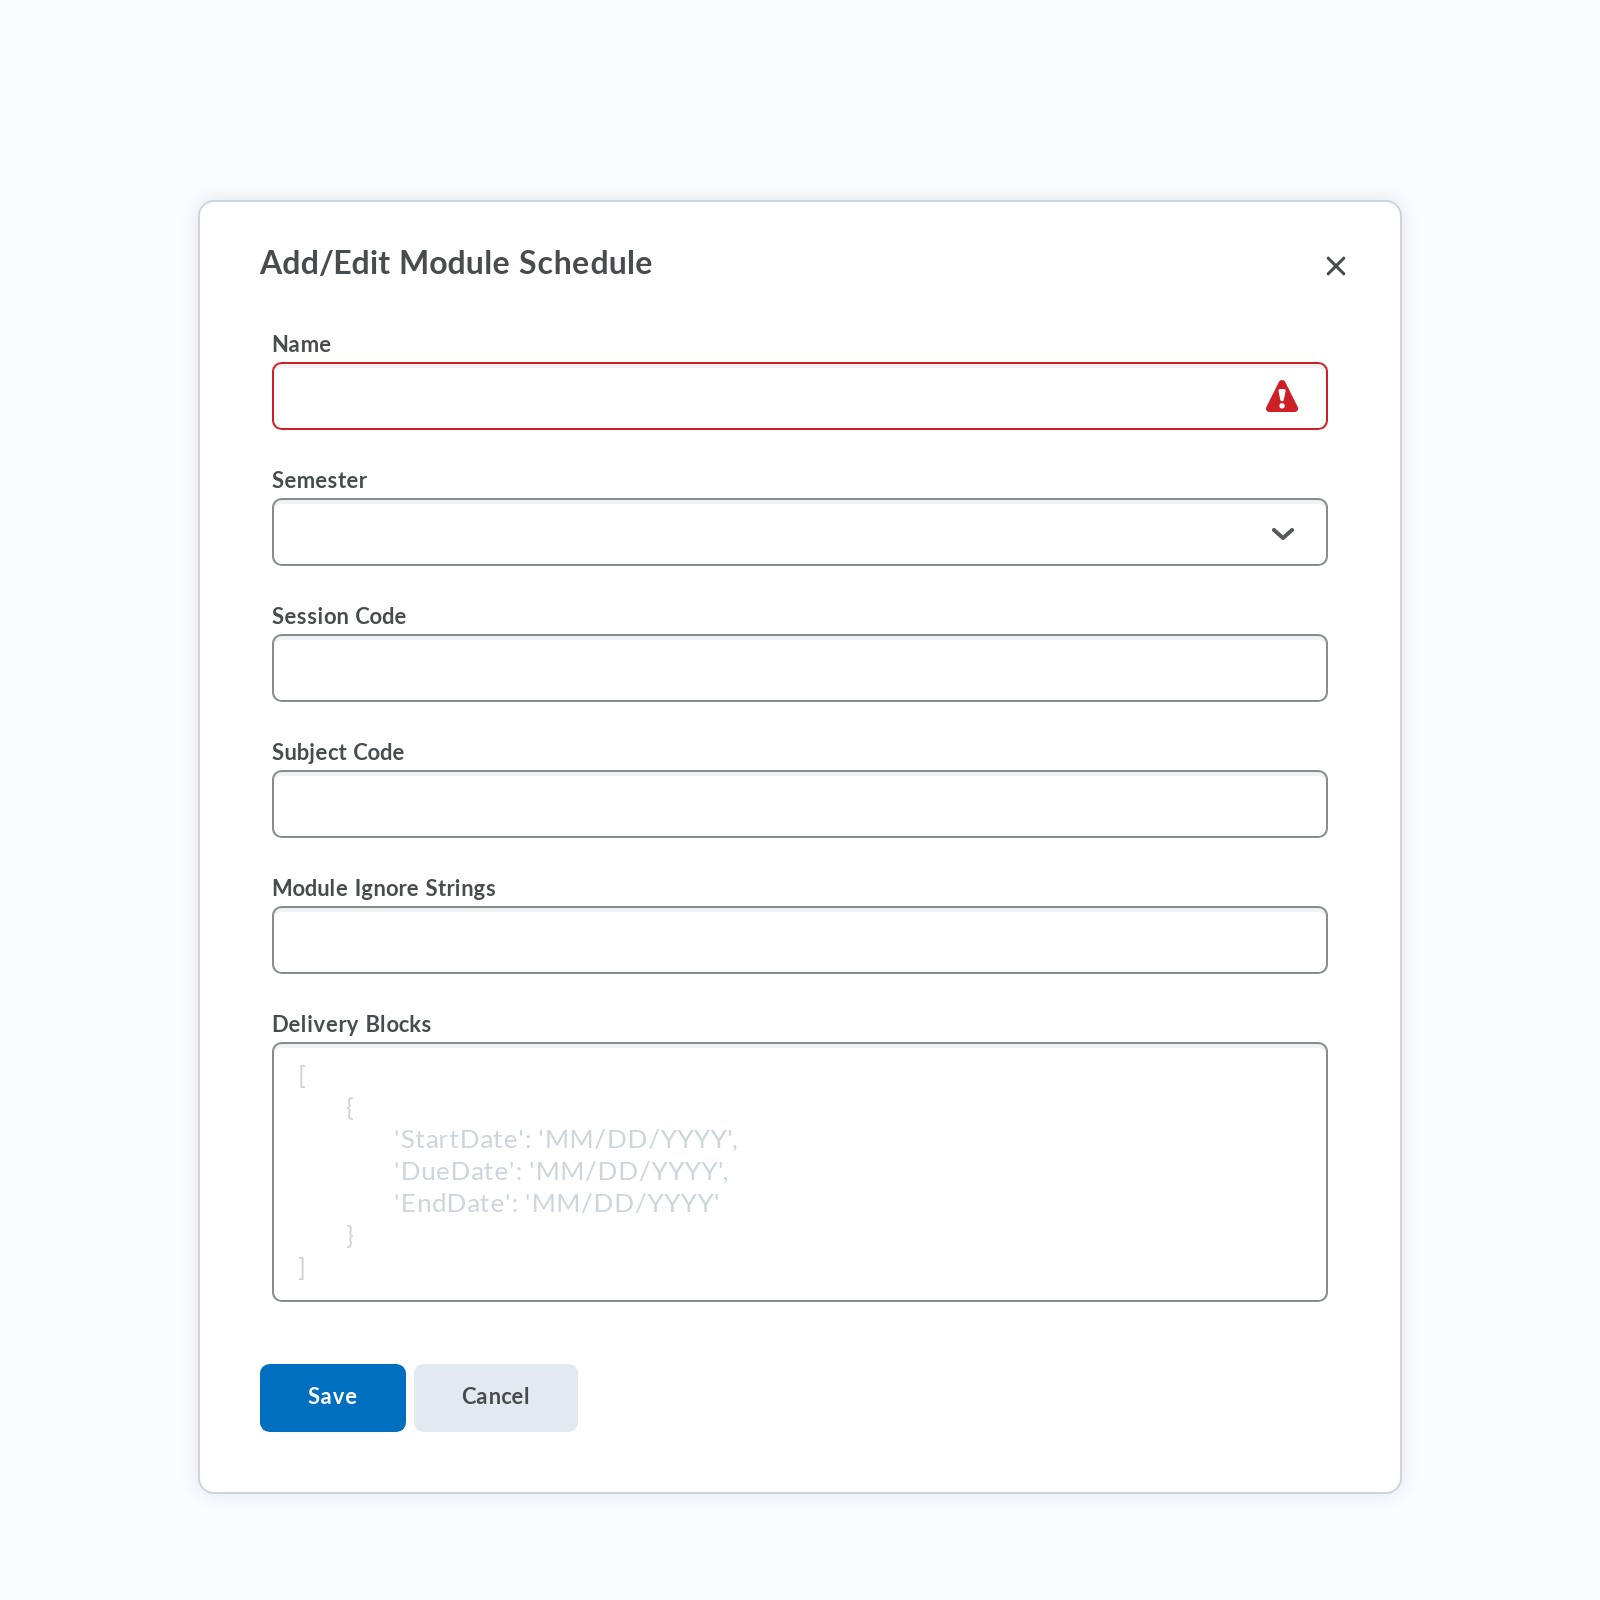 Add/Edit Module Schedule
Name
Semester
Session Code
Subject Code
Module Ignore Strings
Delivery Blocks
[
{
'StartDate': 'MM/DD/YYYY',
'DueDate': 'MM/DD/YYYY',
'EndDate': 'MM/DD/YYYY'
}
]
Save Cancel